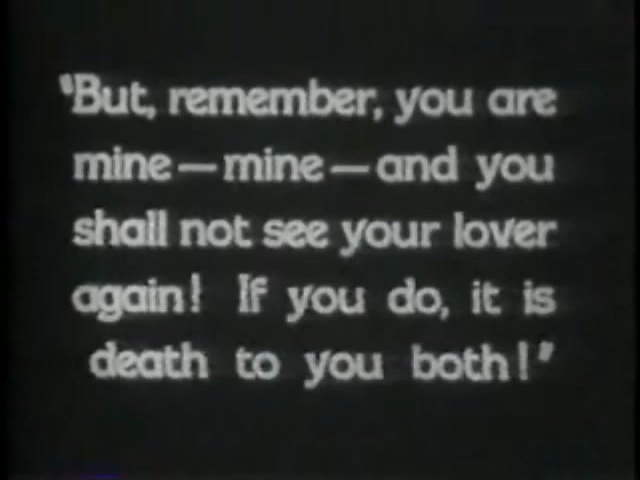 "But, remember, you are
mine—mine—and you
shall not see your lover
again! If you do, it is
death to you both!"